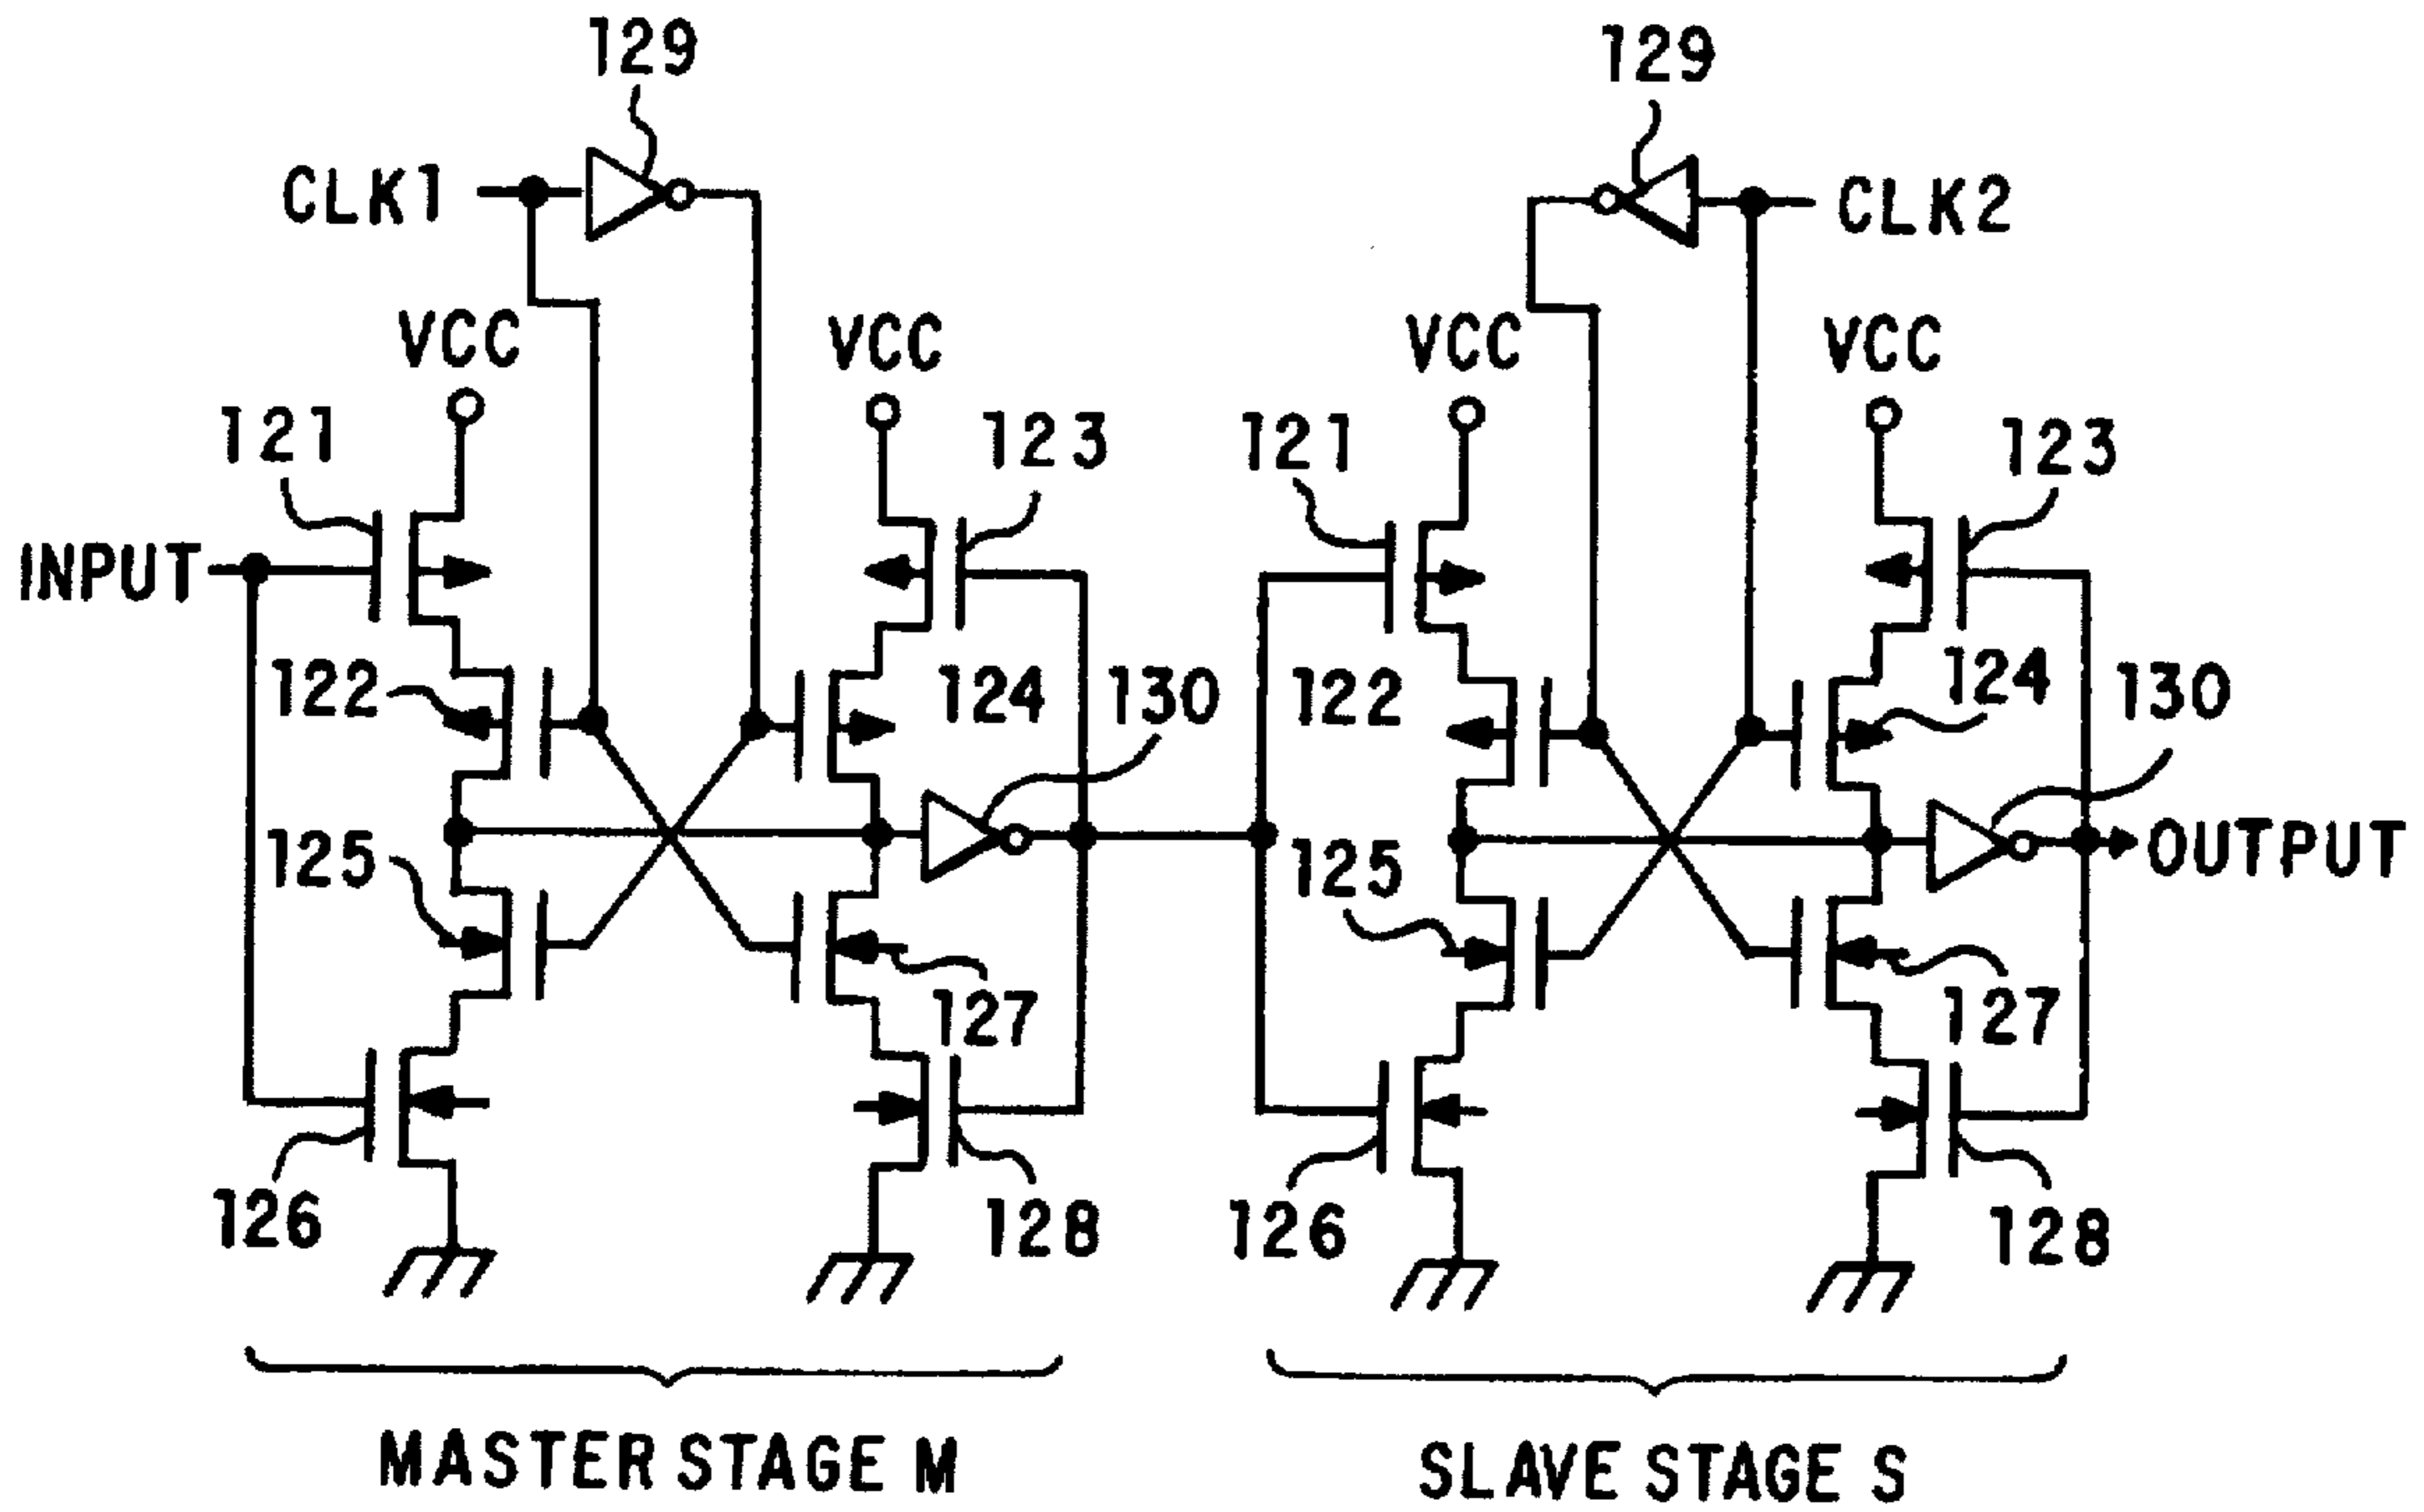 129
129
CLK1
CLK2
VCC
VCC
VCC
VCC
121
123
121
123
INPUT
122
124
130
122
124
130
125
125
OUTPUT
127
127
126
128
126
128
MASTER STAGE M
SLAVE STAGE S